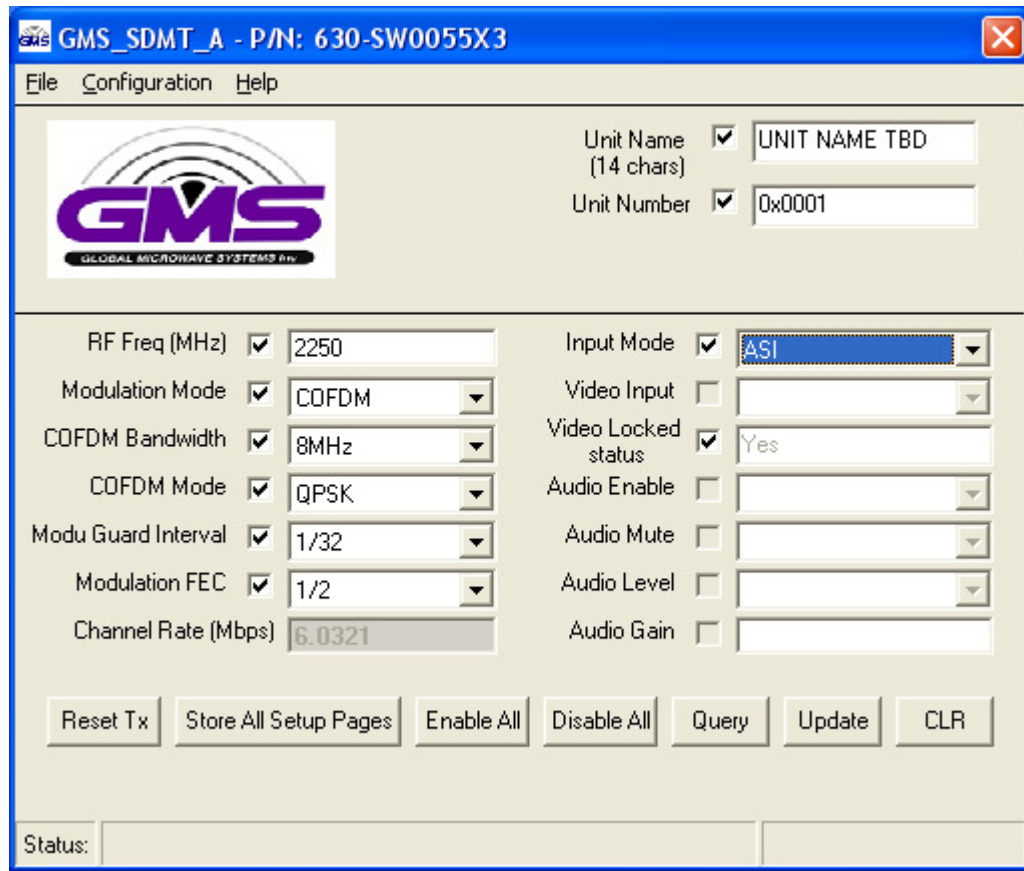 GMS_SDMT_A - P/N: 630-SW0055X3
File Configuration Help
GMS
GLOBAL MICROWAVE SYSTEMS Inc
Unit Name
(14 chars)
UNIT NAME TBD
Unit Number
0x0001
RF Freq (MHz)
2250
Modulation Mode
COFDM
COFDM Bandwidth
8MHz
COFDM Mode
QPSK
Modu Guard Interval
1/32
Modulation FEC
1/2
Channel Rate (Mbps)
6.0321
Input Mode
ASI
Video Input
Video Locked
status
Yes
Audio Enable
Audio Mute
Audio Level
Audio Gain
Reset Tx
Store All Setup Pages
Enable All
Disable All
Query
Update
CLR
Status: